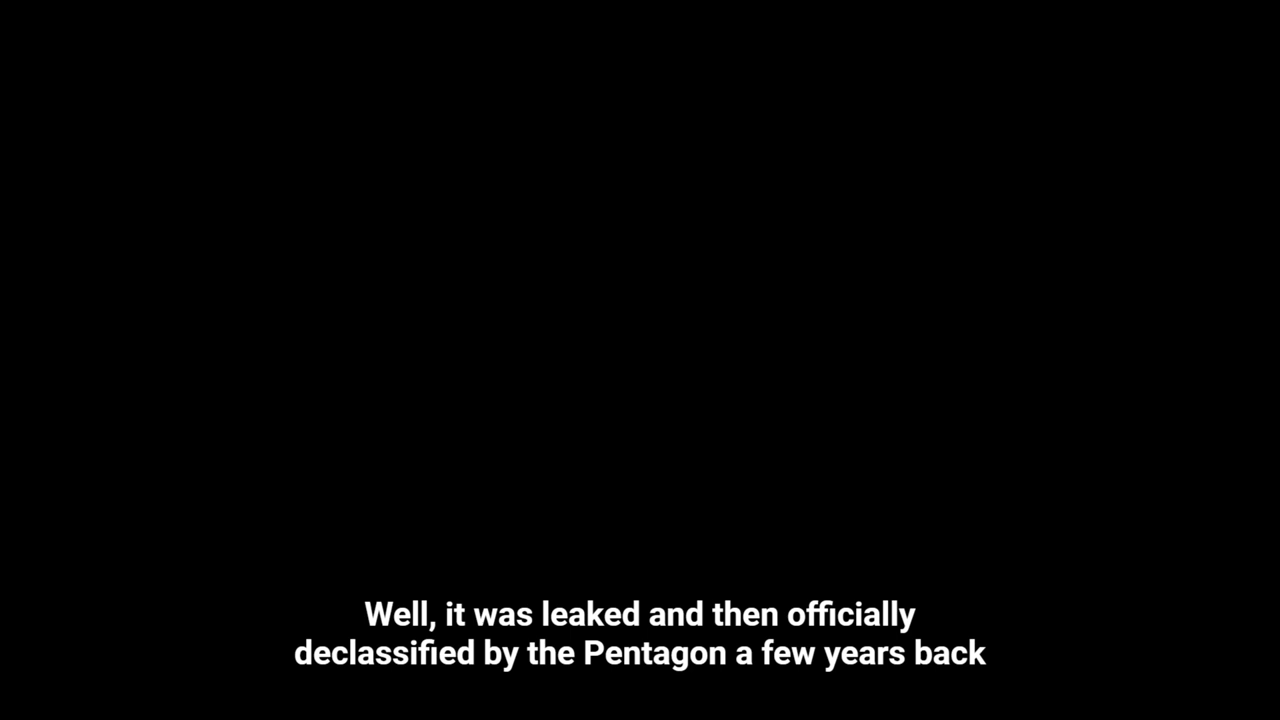 Well, it was leaked and then officially
declassified by the Pentagon a few years back